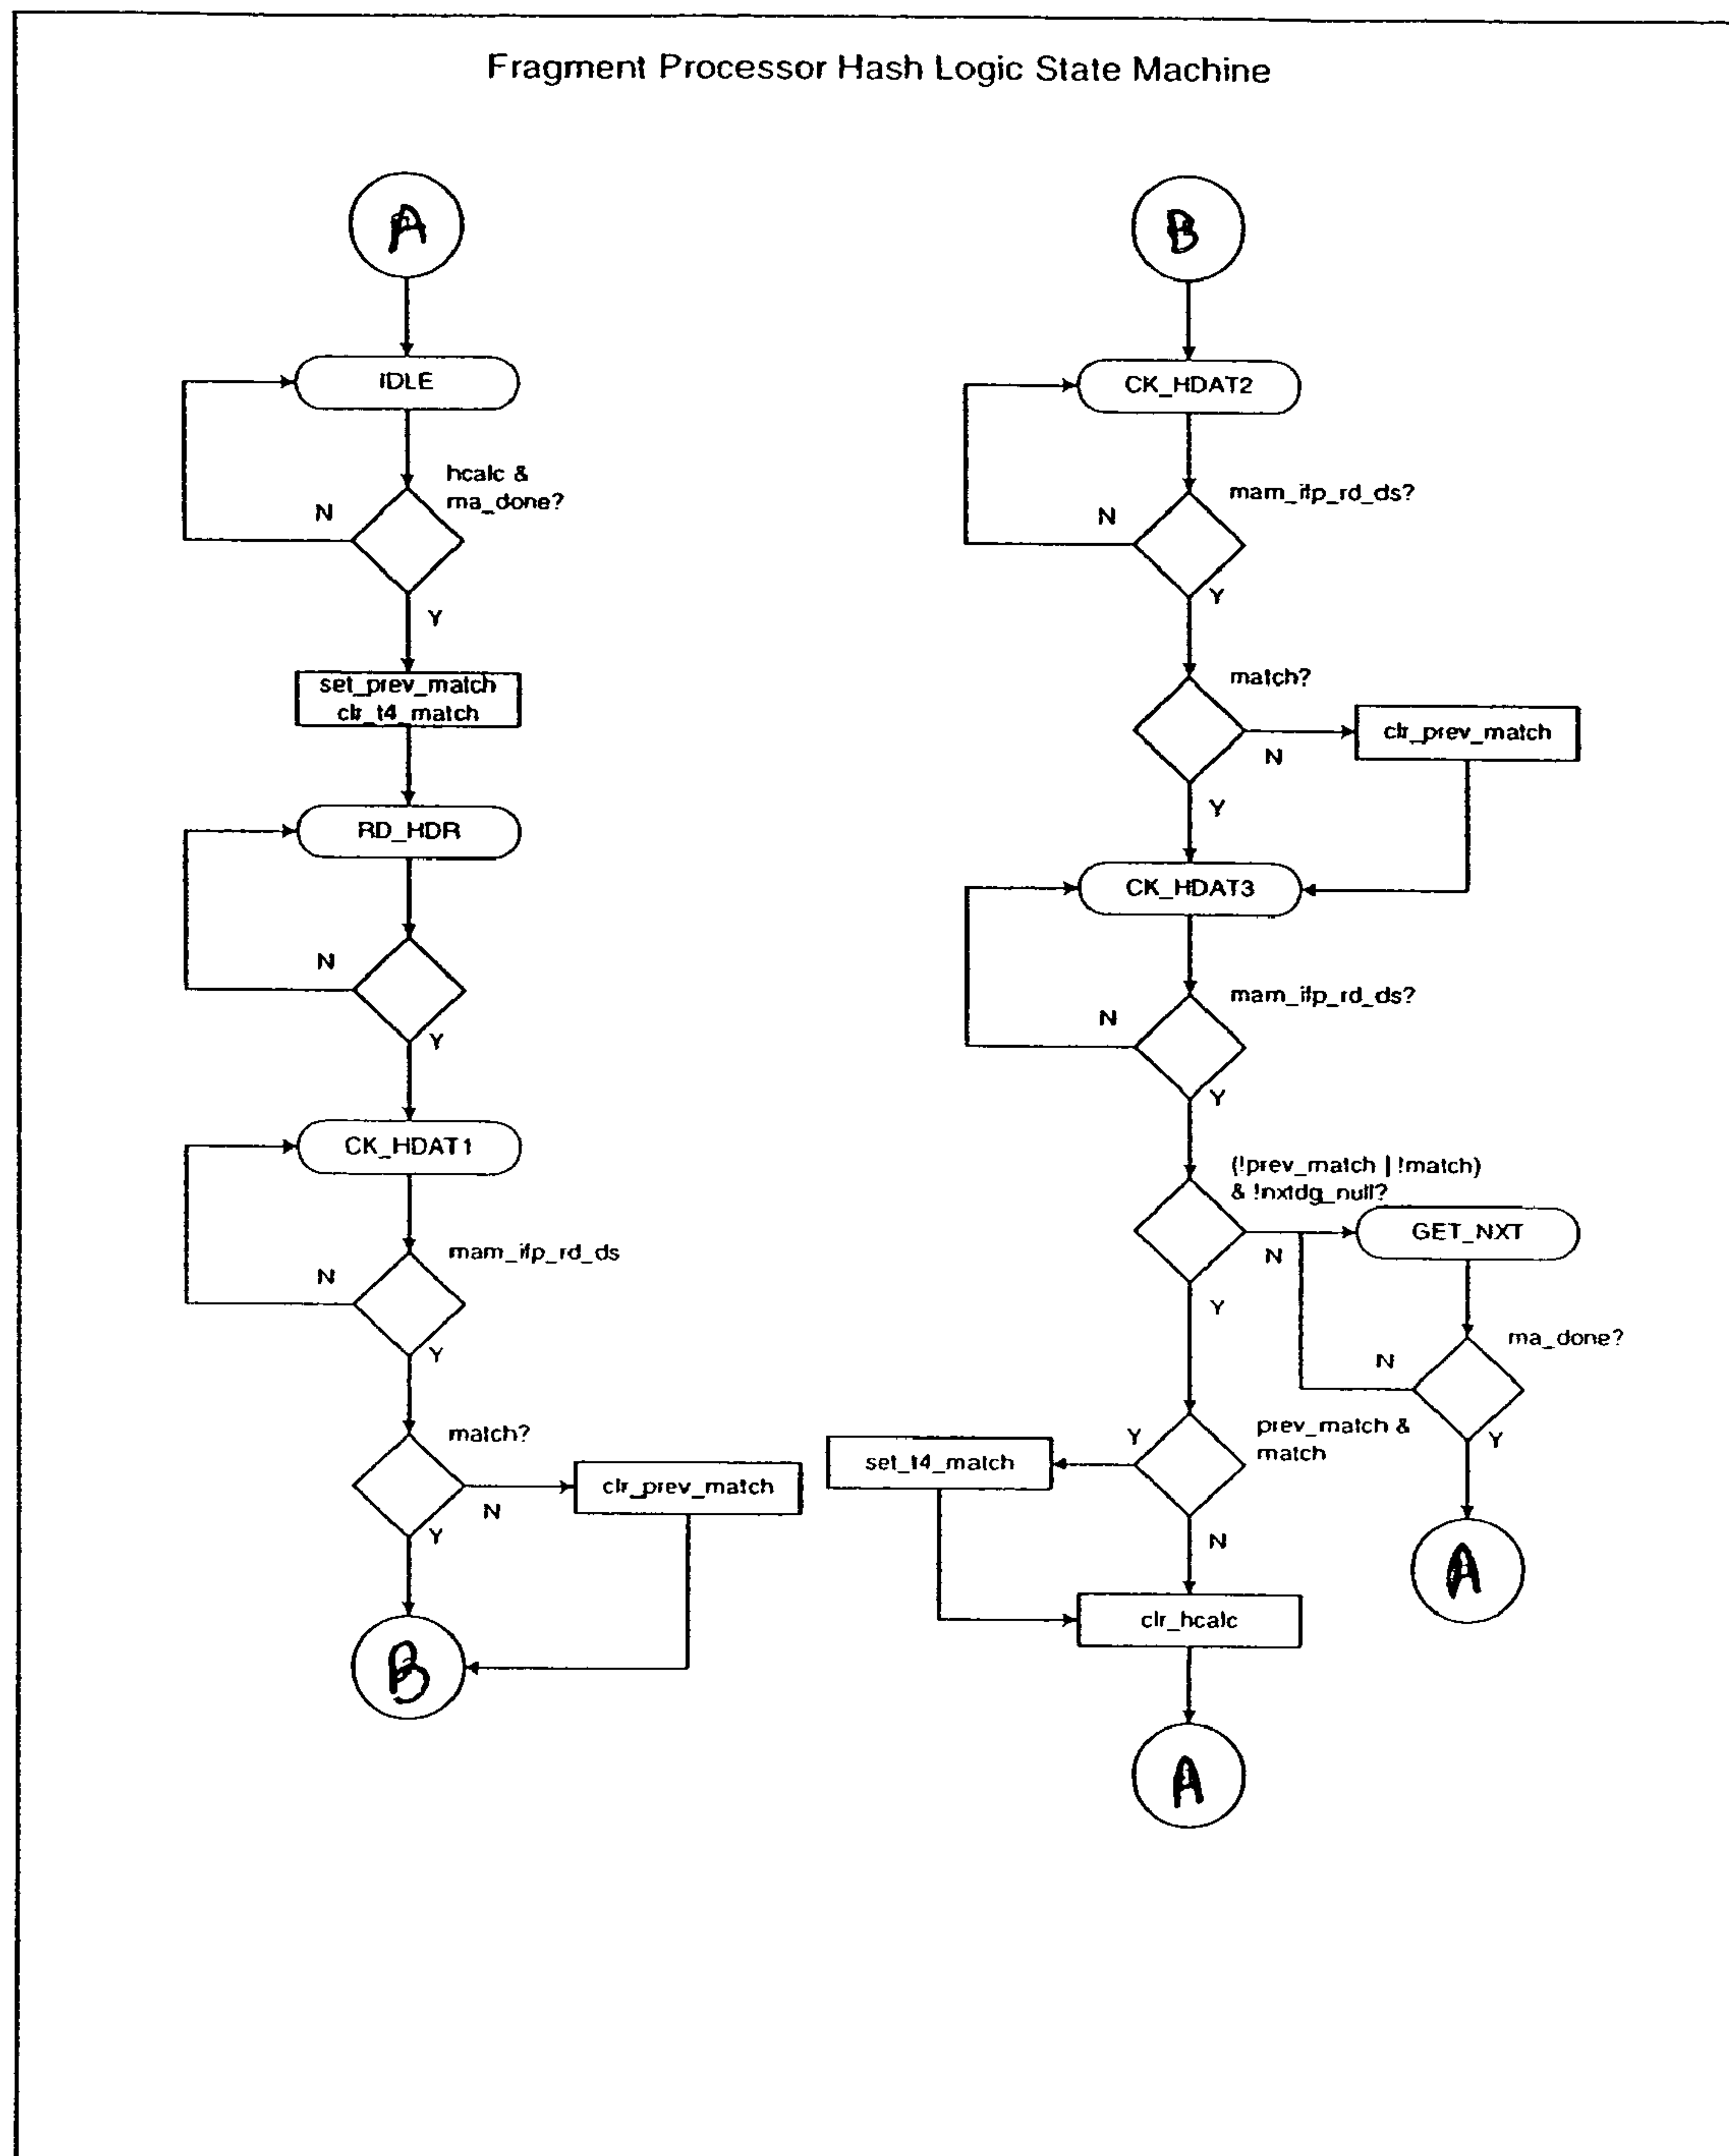 Fragment Processor Hash Logic State Machine
A
IDLE
hcalc &
ma_done?
N
Y
set_prev_match
clr_t4_match
RD_HDR
N
Y
CK_HDAT1
mam_ifp_rd_ds
N
Y
match?
N
clr_prev_match
Y
B
B
CK_HDAT2
mam_ifp_rd_ds?
N
Y
match?
N
clr_prev_match
Y
CK_HDAT3
mam_ifp_rd_ds?
N
Y
(!prev_match | !match)
& !nxtdg_null?
N
GET_NXT
Y
ma_done?
N
Y
A
prev_match &
match
Y
set_t4_match
N
clr_hcalc
A